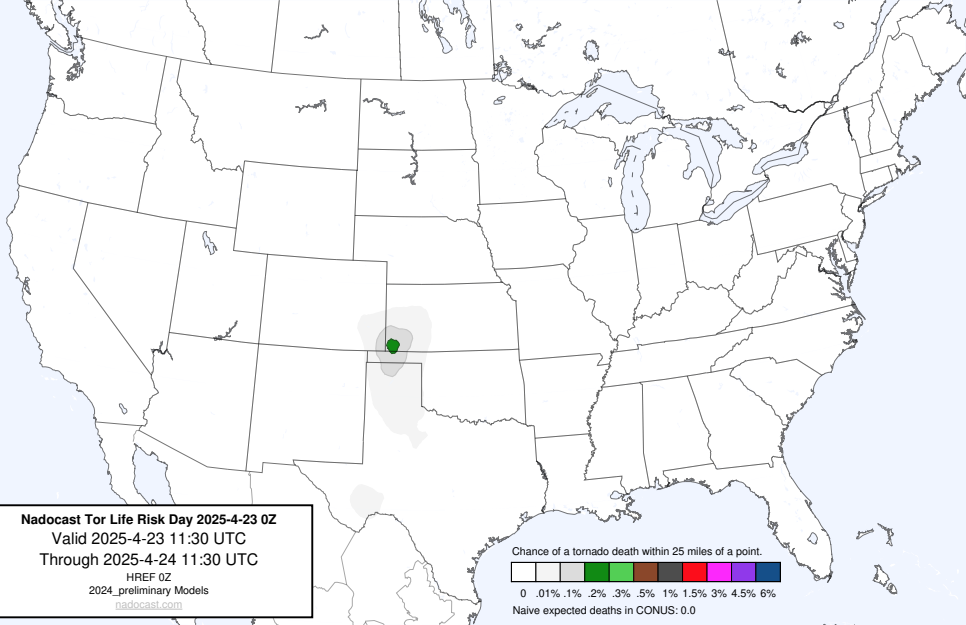 Nadocast Tor Life Risk Day 2025-4-23 0Z
Valid 2025-4-23 11:30 UTC
Through 2025-4-24 11:30 UTC
HREF 0Z
2024_preliminary Models
nadocast.com
Chance of a tornado death within 25 miles of a point.
0 .01% .1% .2% .3% .5% 1% 1.5% 3% 4.5% 6%
Naive expected deaths in CONUS: 0.0